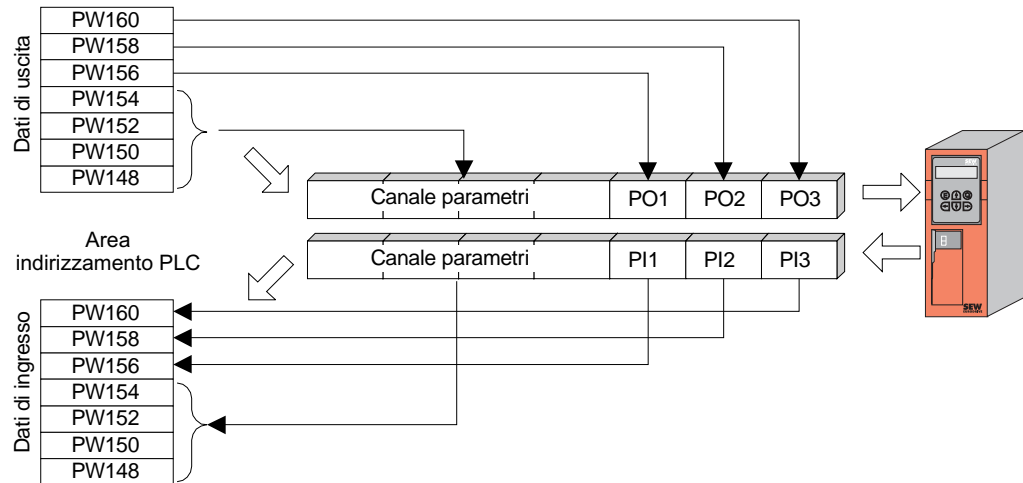 Dati di uscita
PW160
PW158
PW156
PW154
PW152
PW150
PW148
Canale parametri PO1 PO2 PO3
Area
indirizzamento PLC
Canale parametri PI1 PI2 PI3
Dati di ingresso
PW160
PW158
PW156
PW154
PW152
PW150
PW148
SEW
SEW